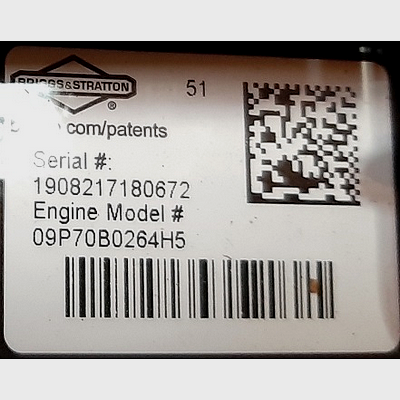 BRIGGS&STRATTON
®
51
com/patents
Serial #:
1908217180672
Engine Model #
09P70B0264H5